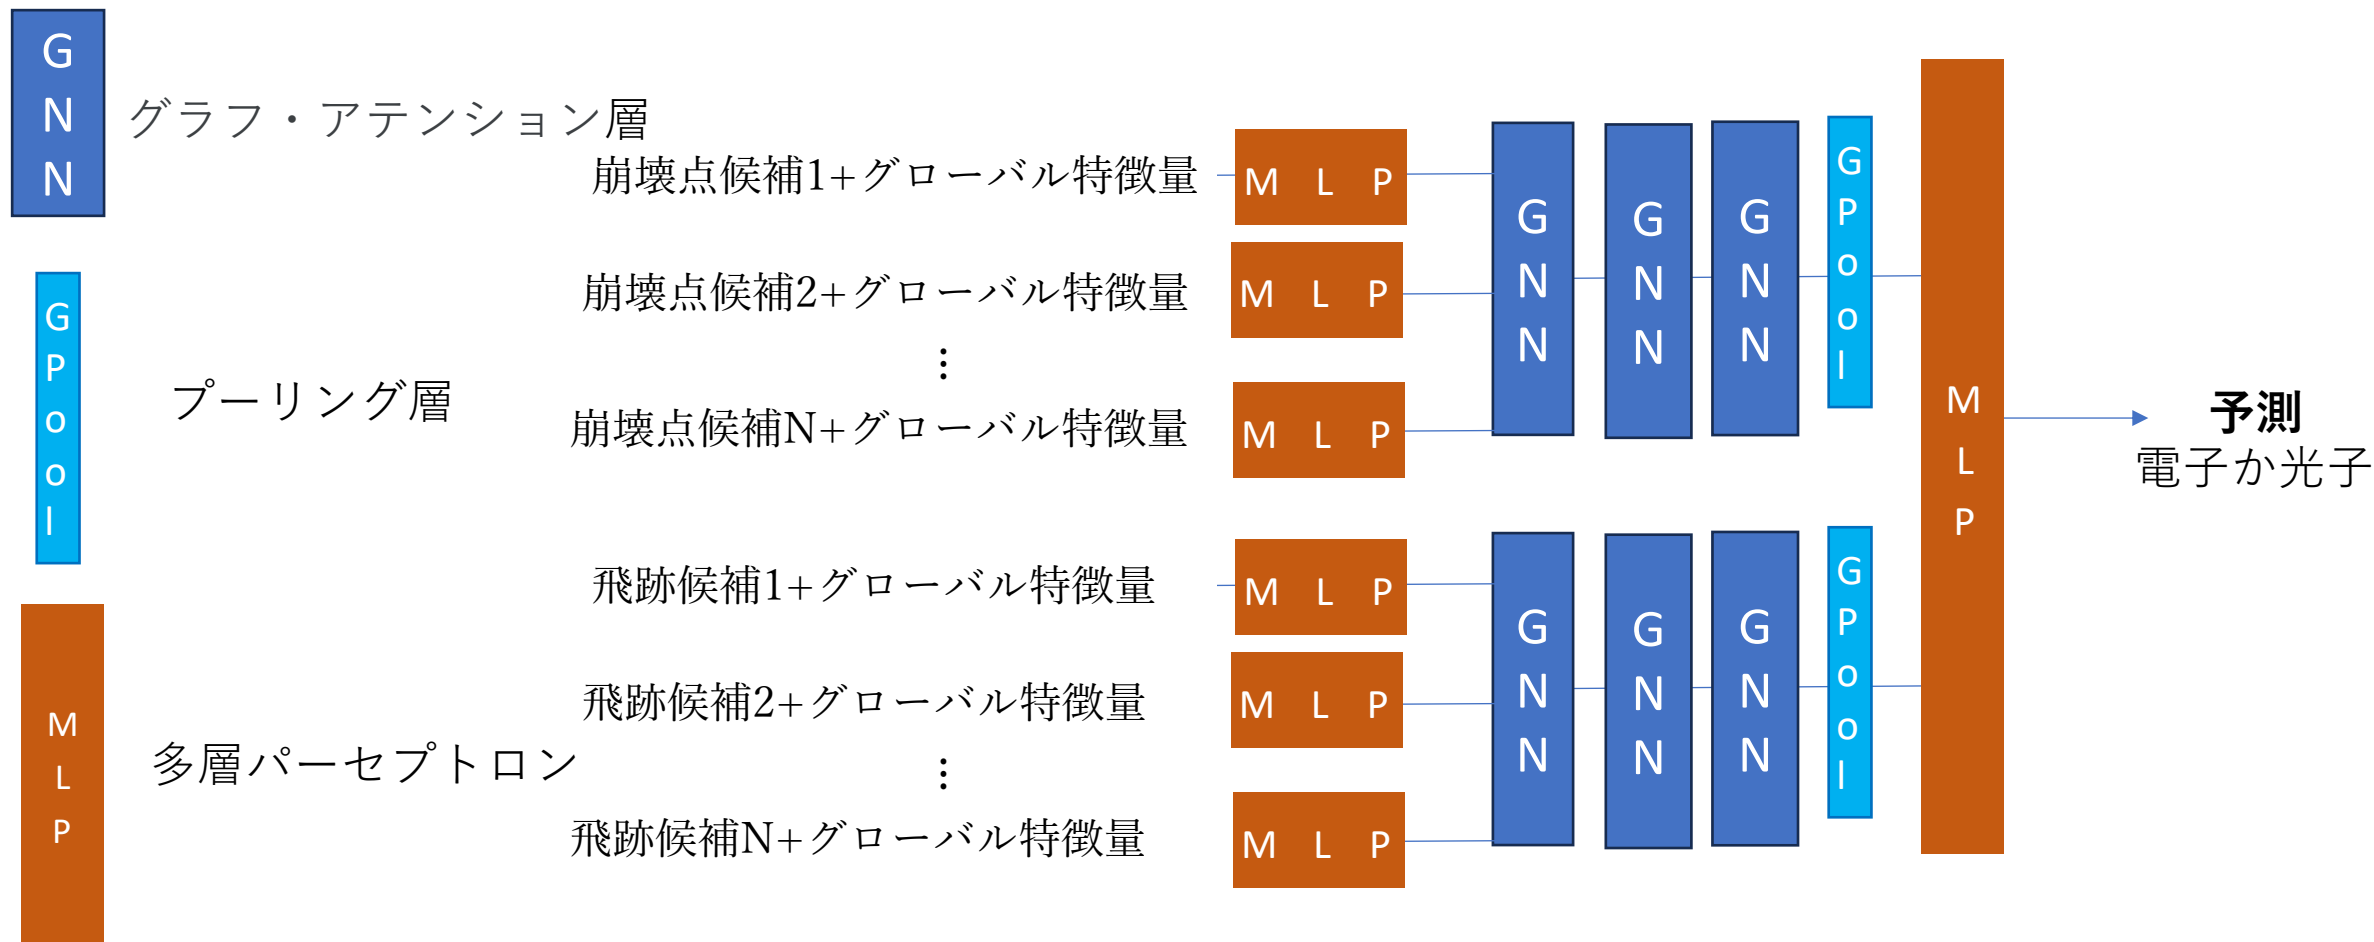 GNN
グラフ・アテンション層
GPool
プーリング層
MLP
多層パーセプトロン
崩壊点候補1+グローバル特徴量
MLP
崩壊点候補2+グローバル特徴量
MLP
⋮
崩壊点候補N+グローバル特徴量
MLP
GNN
GNN
GNN
GPool
飛跡候補1+グローバル特徴量
MLP
飛跡候補2+グローバル特徴量
MLP
⋮
飛跡候補N+グローバル特徴量
MLP
GNN
GNN
GNN
GPool
MLP
予測
電子か光子